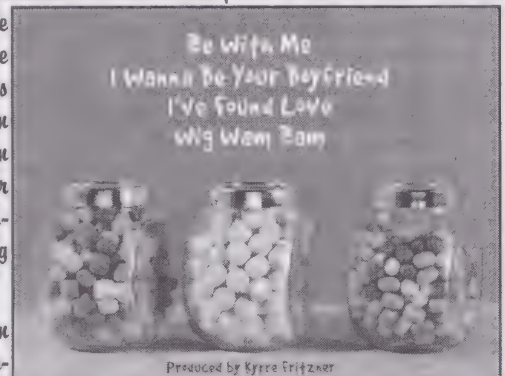 Be With Me
I Wanna Be Your Boyfriend
I've Found Love
Wig Wam Bam
Produced by Kyrre Fritzner